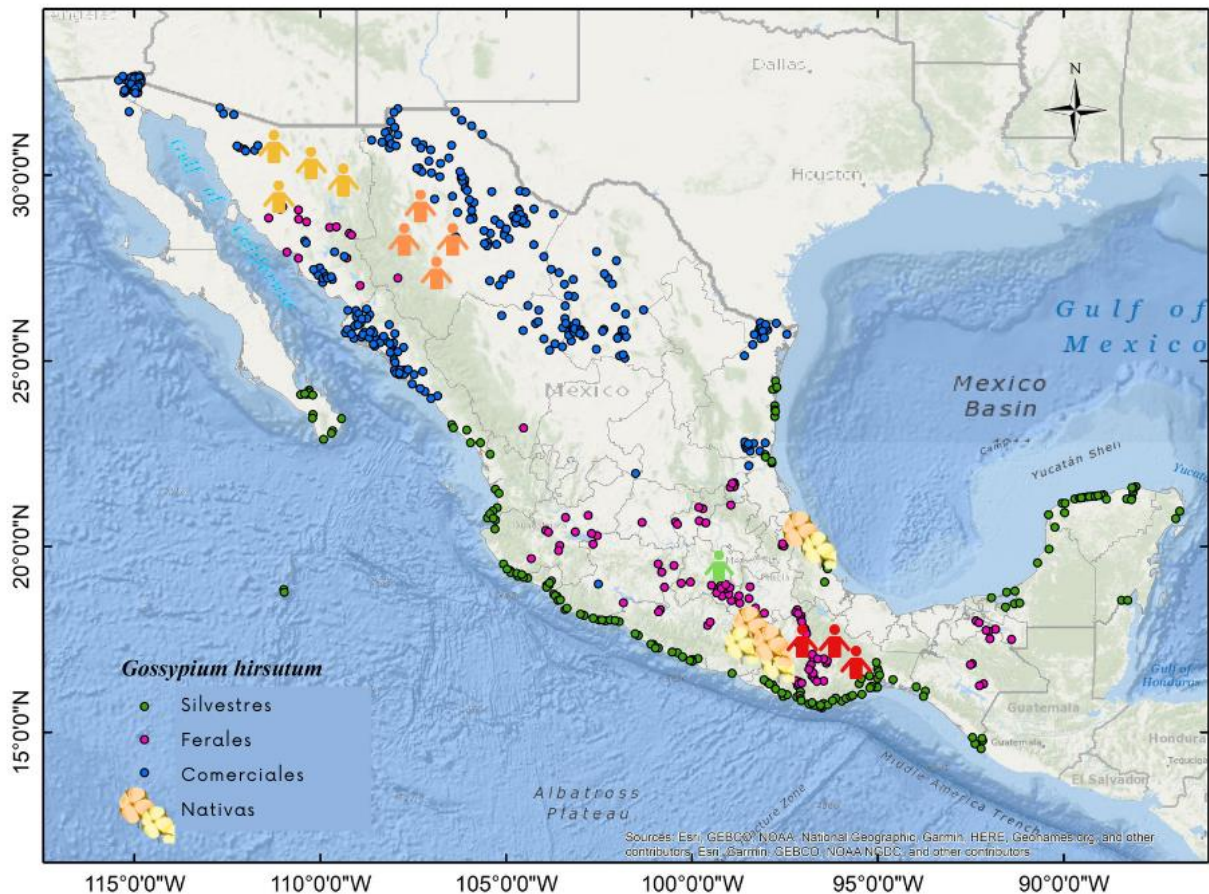 Dallas
Houston
N
30°0'0"N
25°0'0"N
20°0'0"N
15°0'0"N
Gulf of
California
Gulf of
Mexico
Mexico
Mexico
Basin
Yucatán Shelf
Gossypium hirsutum
Silvestres
Ferales
Comerciales
Nativas
Guatemala
Guatemala
Gulf of
Honduras
El Salvador
Albatross
Plateau
Middle America Trench
Sources: Esri, GEBCO, NOAA, National Geographic, Garmin, HERE, Geonames.org, and other
contributors, Esri, Garmin, GEBCO, NOAA NGDC, and other contributors
115°0'0"W
110°0'0"W
105°0'0"W
100°0'0"W
95°0'0"W
90°0'0"W